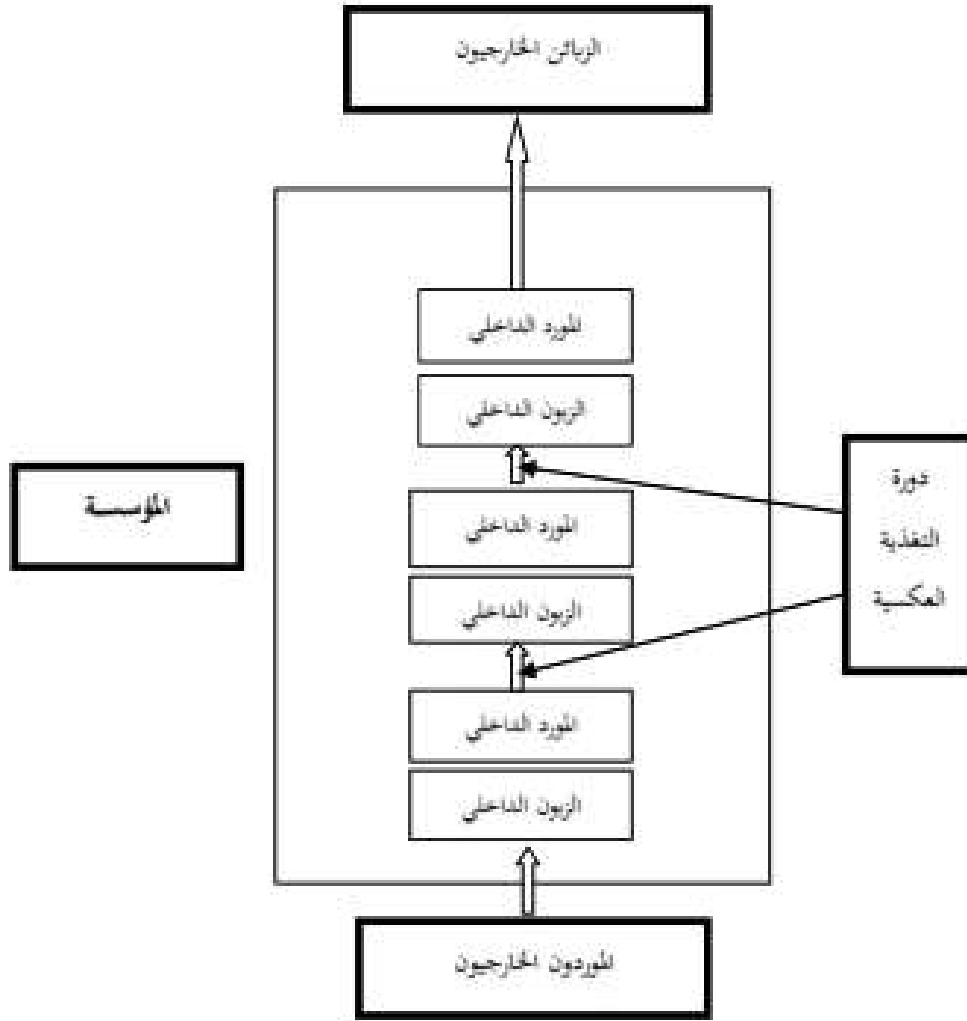 الزبائن الخارجيون
المورد الداخلي
الزبون الداخلي
المؤسسة
المورد الداخلي
الزبون الداخلي
دورة
التغذية
العكسية
المورد الداخلي
الزبون الداخلي
الموردون الخارجيون